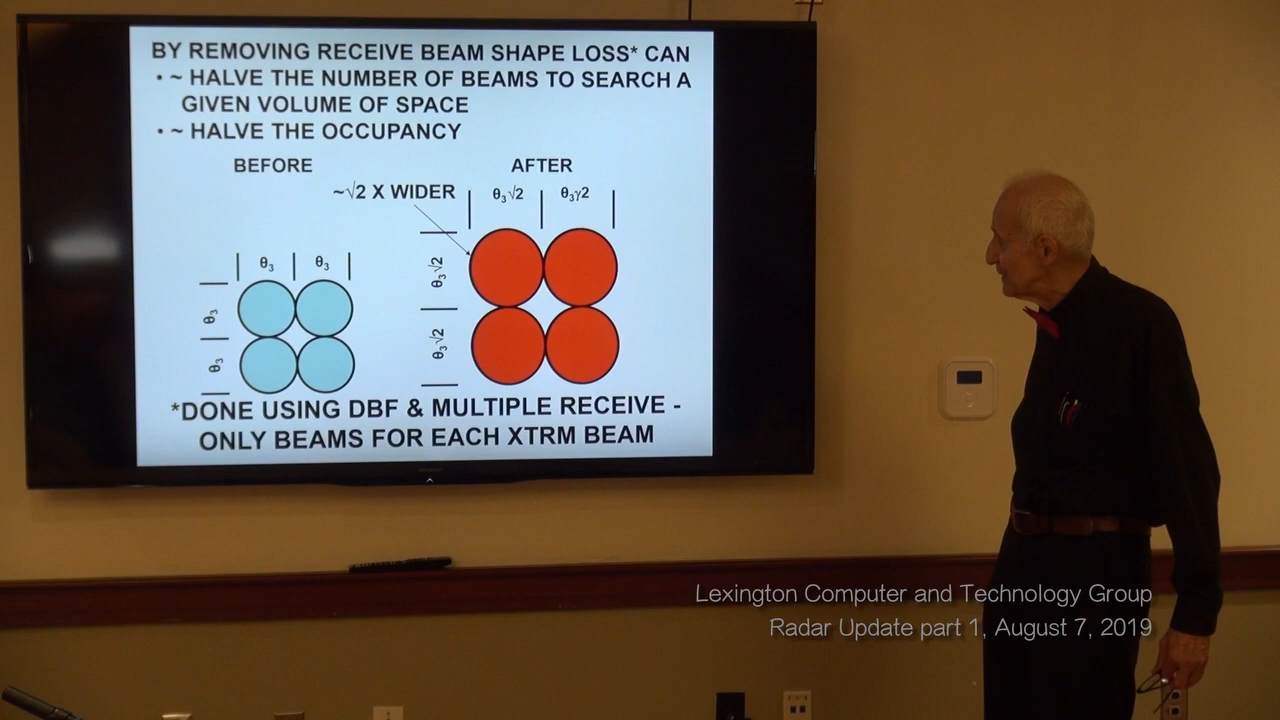 BY REMOVING RECEIVE BEAM SHAPE LOSS* CAN
• ~ HALVE THE NUMBER OF BEAMS TO SEARCH A
GIVEN VOLUME OF SPACE
• ~ HALVE THE OCCUPANCY
BEFORE
AFTER
~√2 X WIDER
θ₃√2
θ₃γ2
θ₃
θ₃
θ₃
θ₃
θ₃√2
θ₃√2
*DONE USING DBF & MULTIPLE RECEIVE -
ONLY BEAMS FOR EACH XTRM BEAM
Lexington Computer and Technology Group
Radar Update part 1, August 7, 2019